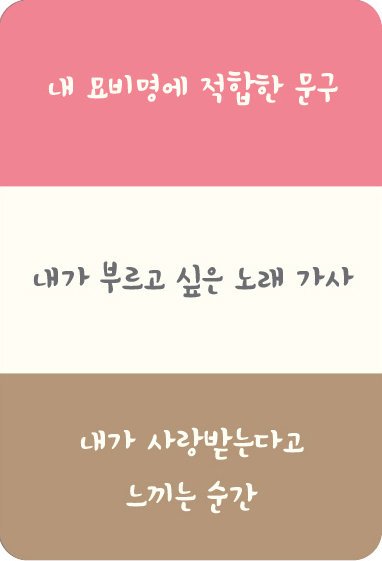 내 묘비명에 적합한 문구
내가 부르고 싶은 노래 가사
내가 사랑받는다고
느끼는 순간